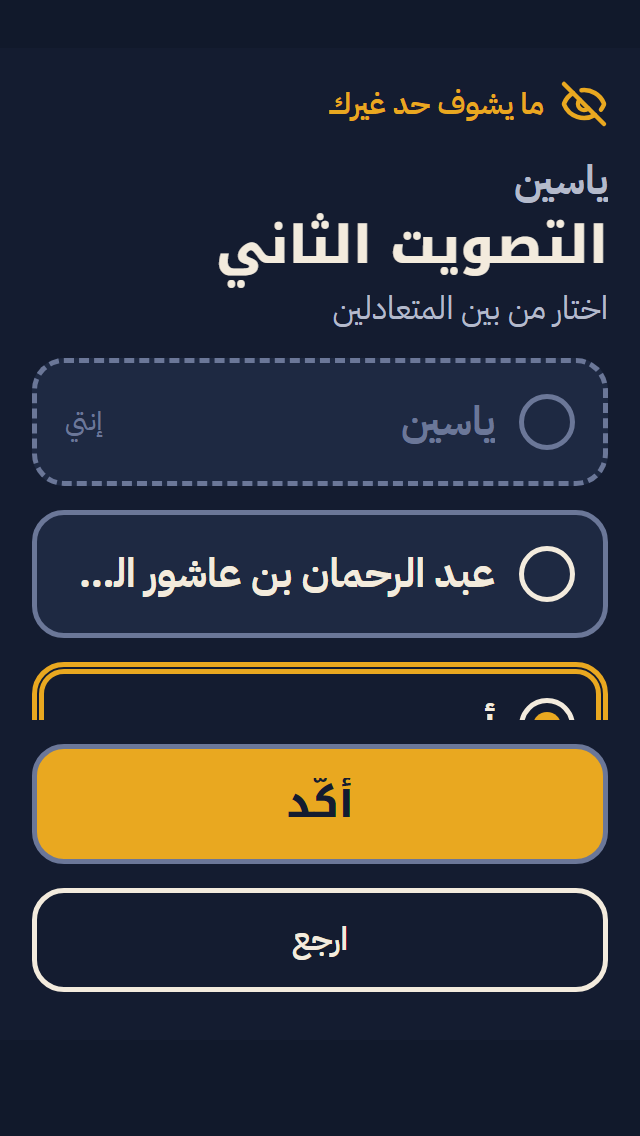 ما يشوف حد غيرك
ياسين
التصويت الثاني
اختار من بين المتعادلين
ياسين
إنتي
عبد الرحمان بن عاشور الـ...
أكّد
ارجع